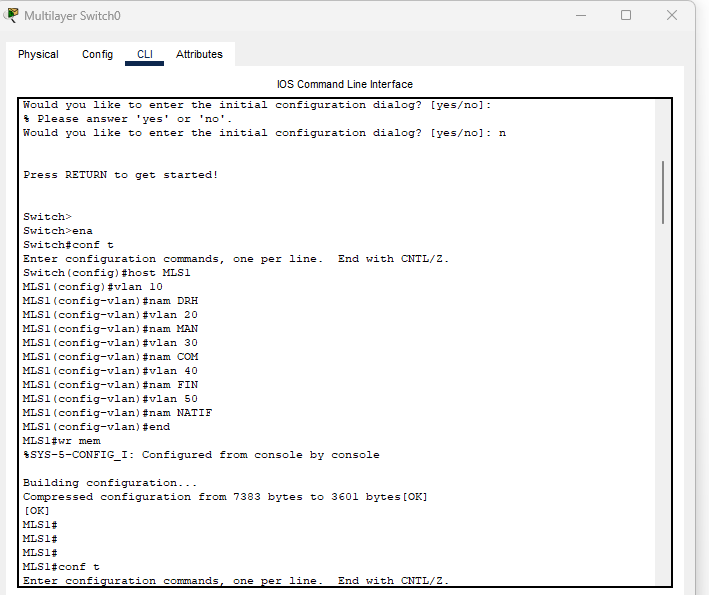 Multilayer Switch0
Physical Config CLI Attributes
IOS Command Line Interface
Would you like to enter the initial configuration dialog? [yes/no]:
% Please answer 'yes' or 'no'.
Would you like to enter the initial configuration dialog? [yes/no]: n
Press RETURN to get started!
Switch>
Switch>ena
Switch#conf t
Enter configuration commands, one per line.  End with CNTL/Z.
Switch(config)#host MLS1
MLS1(config)#vlan 10
MLS1(config-vlan)#nam DRH
MLS1(config-vlan)#vlan 20
MLS1(config-vlan)#nam MAN
MLS1(config-vlan)#vlan 30
MLS1(config-vlan)#nam COM
MLS1(config-vlan)#vlan 40
MLS1(config-vlan)#nam FIN
MLS1(config-vlan)#vlan 50
MLS1(config-vlan)#nam NATIF
MLS1(config-vlan)#end
MLS1#wr mem
%SYS-5-CONFIG_I: Configured from console by console
Building configuration...
Compressed configuration from 7383 bytes to 3601 bytes[OK]
[OK]
MLS1#
MLS1#
MLS1#
MLS1#conf t
Enter configuration commands, one per line.  End with CNTL/Z.